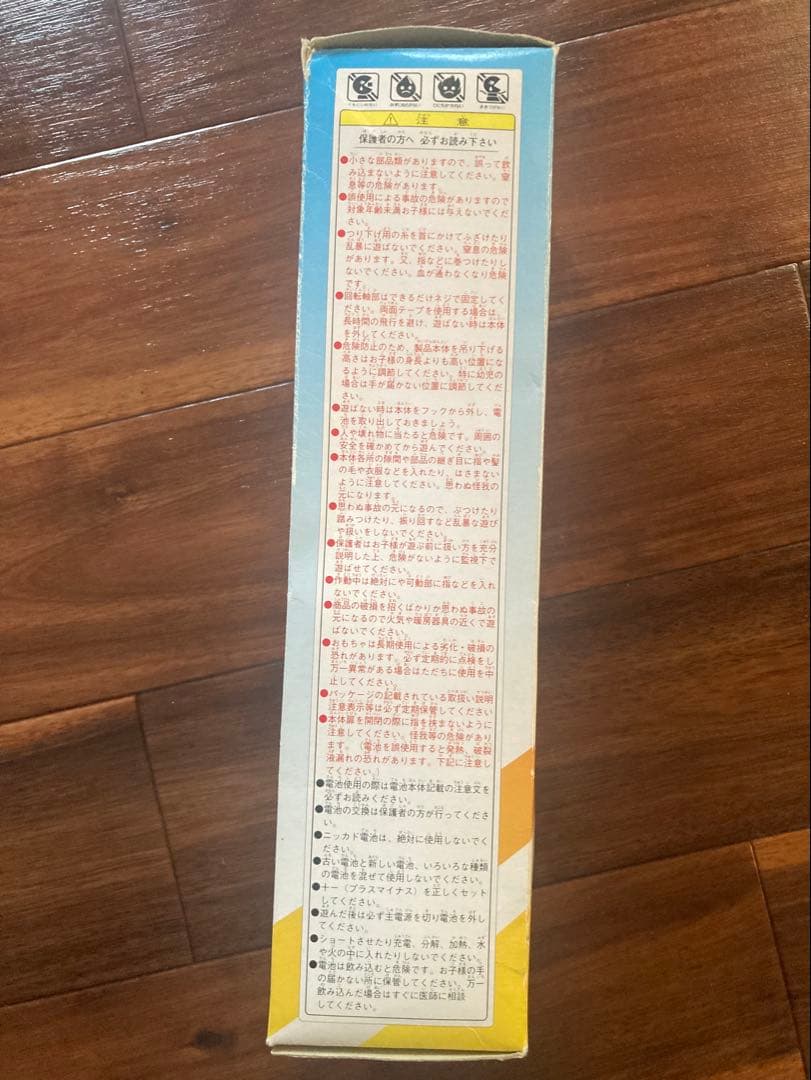 ⚠ 注 意
保護者の方へ 必ずお読み下さい
●小さな部品類がありますので、誤って飲
み込まないように注意してください。窒
息等の危険があります。
●誤使用による事故の危険がありますので
対象年齢未満お子様には与えないでくだ
さい。
●つり下げ用の糸を首にかけてふざけたり
乱暴に遊ばないでください。窒息の危険
があります。又、指などに巻つけたりし
ないでください。血が通わなくなり危険
です。
●回転軸部はできるだけネジで固定してく
ださい。両面テープを使用する場合は、
長時間の飛行を避け、遊ばない時は本体
を外してください。
●危険防止のため、製品本体を吊り下げる
高さはお子様の身長よりも高い位置にな
るように調節してください。特に幼児の
場合は手が届かない位置に調節してくだ
さい。
●遊ばない時は本体をフックから外し、電
池を取り出しておきましょう。
●人や壊れ物に当たると危険です。周囲の
安全を確かめてから遊んでください。
●本体各所の隙間や部品の継ぎ目に指や髪
の毛や衣服などを入れたり、はさまない
ように注意してください。思わぬ怪我の
元になります。
●思わぬ事故の元になるので、ぶつけたり
踏みつけたり、振り回すなど乱暴な遊び
や扱いをしないでください。
●保護者はお子様が遊ぶ前に扱い方を充分
説明した上、危険がないように監視下で
遊ばせてください。
●作動中は絶対にや可動部に指などを入れ
ないでください。
●商品の破損を招くばかりか思わぬ事故の
元になるので火気や暖房器具の近くで遊
ばないでください。
●おもちゃは長期使用による劣化・破損の
恐れがあります。必ず定期的に点検をし
万一異常がある場合はただちに使用を中
止してください。
●パッケージの記載されている取扱い説明
注意表示等は必ず定期保管してください
●本体扉を開閉の際に指を挟まないように
注意してください。怪我等の危険があり
ます。(電池を誤使用すると発熱、破裂
液漏れの恐れがあります。下記に注意し
てください。)
●電池使用の際は電池本体記載の注意文を
必ずお読みください。
●電池の交換は保護者の方が行ってくださ
い。
●ニッカド電池は、絶対に使用しないでく
ださい。
●古い電池と新しい電池、いろいろな種類
の電池を混ぜて使用しないでください。
●+ー(プラスマイナス)を正しくセット
してください。
●遊んだ後は必ず主電源を切り電池を外し
てください。
●ショートさせたり充電、分解、加熱、水
や火の中に入れたりしないでください。
●電池は飲み込むと危険です。お子様の手
の届かない所に保管してください。万一
飲み込んだ場合はすぐに医師に相談
してください。